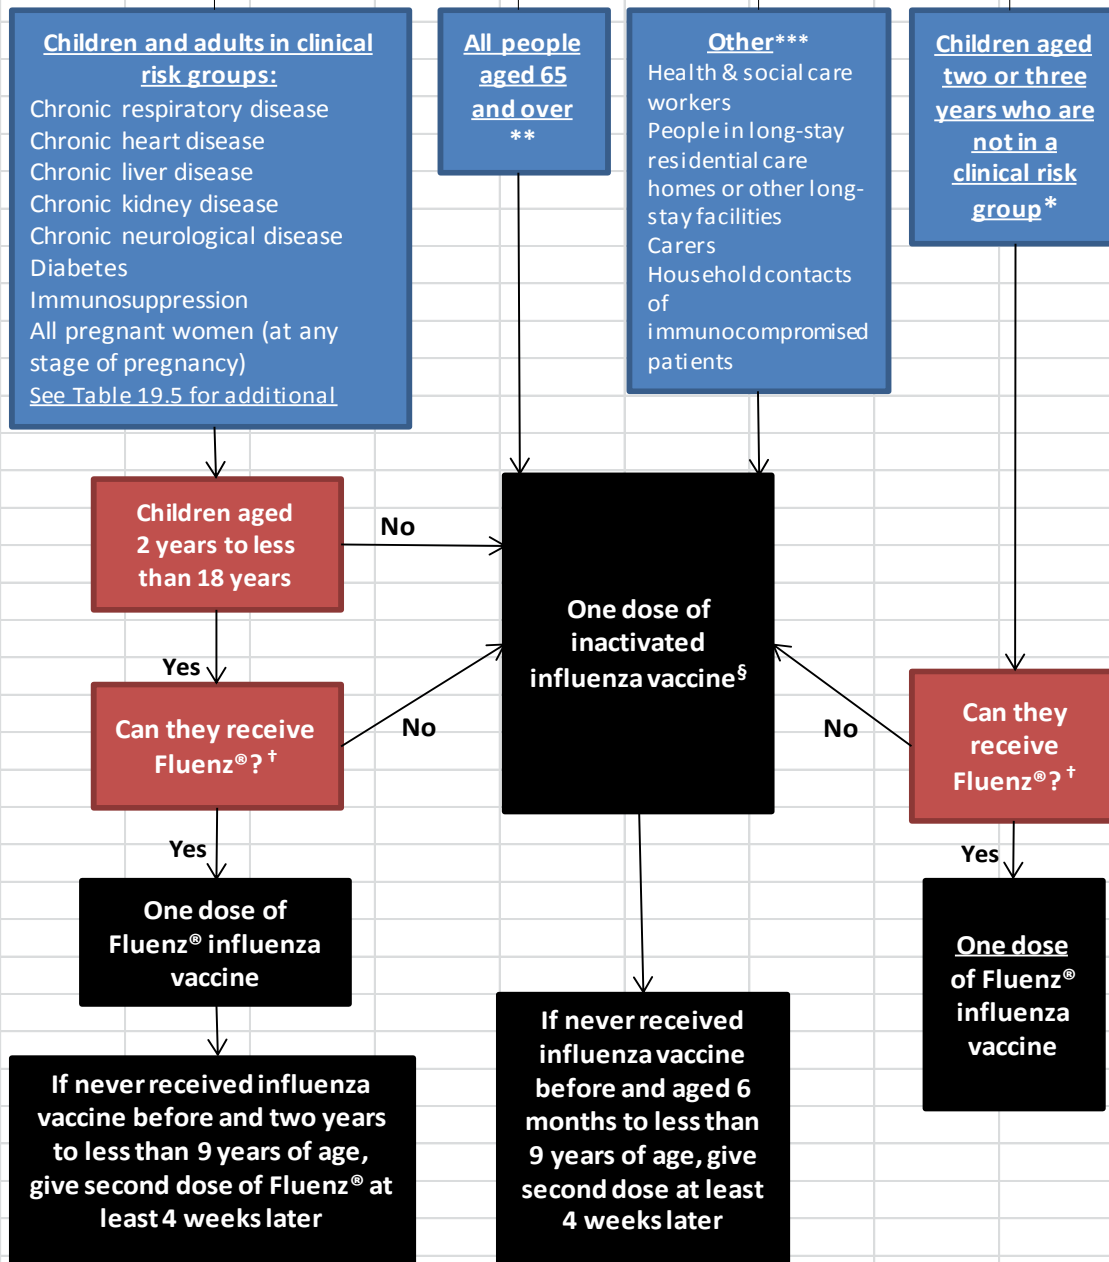 Children and adults in clinical
risk groups:
Chronic respiratory disease
Chronic heart disease
Chronic liver disease
Chronic kidney disease
Chronic neurological disease
Diabetes
Immunosuppression
All pregnant women (at any
stage of pregnancy)
See Table 19.5 for additional
All people
aged 65
and over
**
Other***
Health & social care
workers
People in long-stay
residential care
homes or other long-
stay facilities
Carers
Household contacts
of
immunocompromised
patients
Children aged
two or three
years who are
not in a
clinical risk
group*
Children aged
2 years to less
than 18 years
No
Yes
Can they receive
Fluenz®? †
No
Yes
One dose of
Fluenz® influenza
vaccine
If never received influenza
vaccine before and two years
to less than 9 years of age,
give second dose of Fluenz® at
least 4 weeks later
One dose of
inactivated
influenza vaccine§
If never received
influenza vaccine
before and aged 6
months to less than
9 years of age, give
second dose at least
4 weeks later
No
Can they
receive
Fluenz®? †
Yes
One dose
of Fluenz®
influenza
vaccine